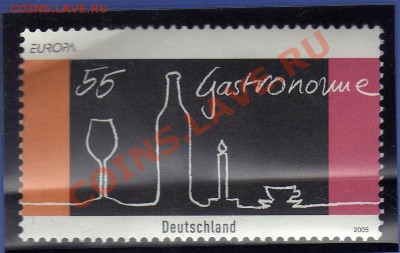 COINS.LAVE.RU
EUROPA
55 Gastronomie
COINS.LAVE.RU
Deutschland
2005